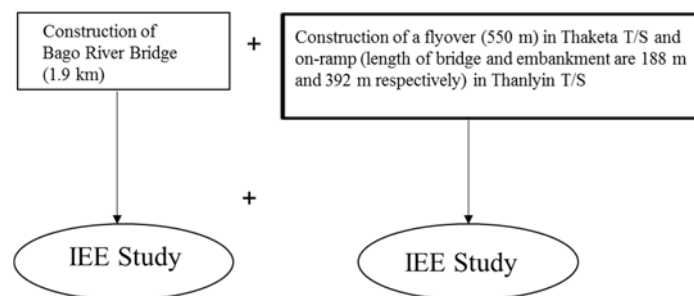 Construction of
Bago River Bridge
(1.9 km)
+
Construction of a flyover (550 m) in Thaketa T/S and
on-ramp (length of bridge and embankment are 188 m
and 392 m respectively) in Thanlyin T/S
+
IEE Study
IEE Study